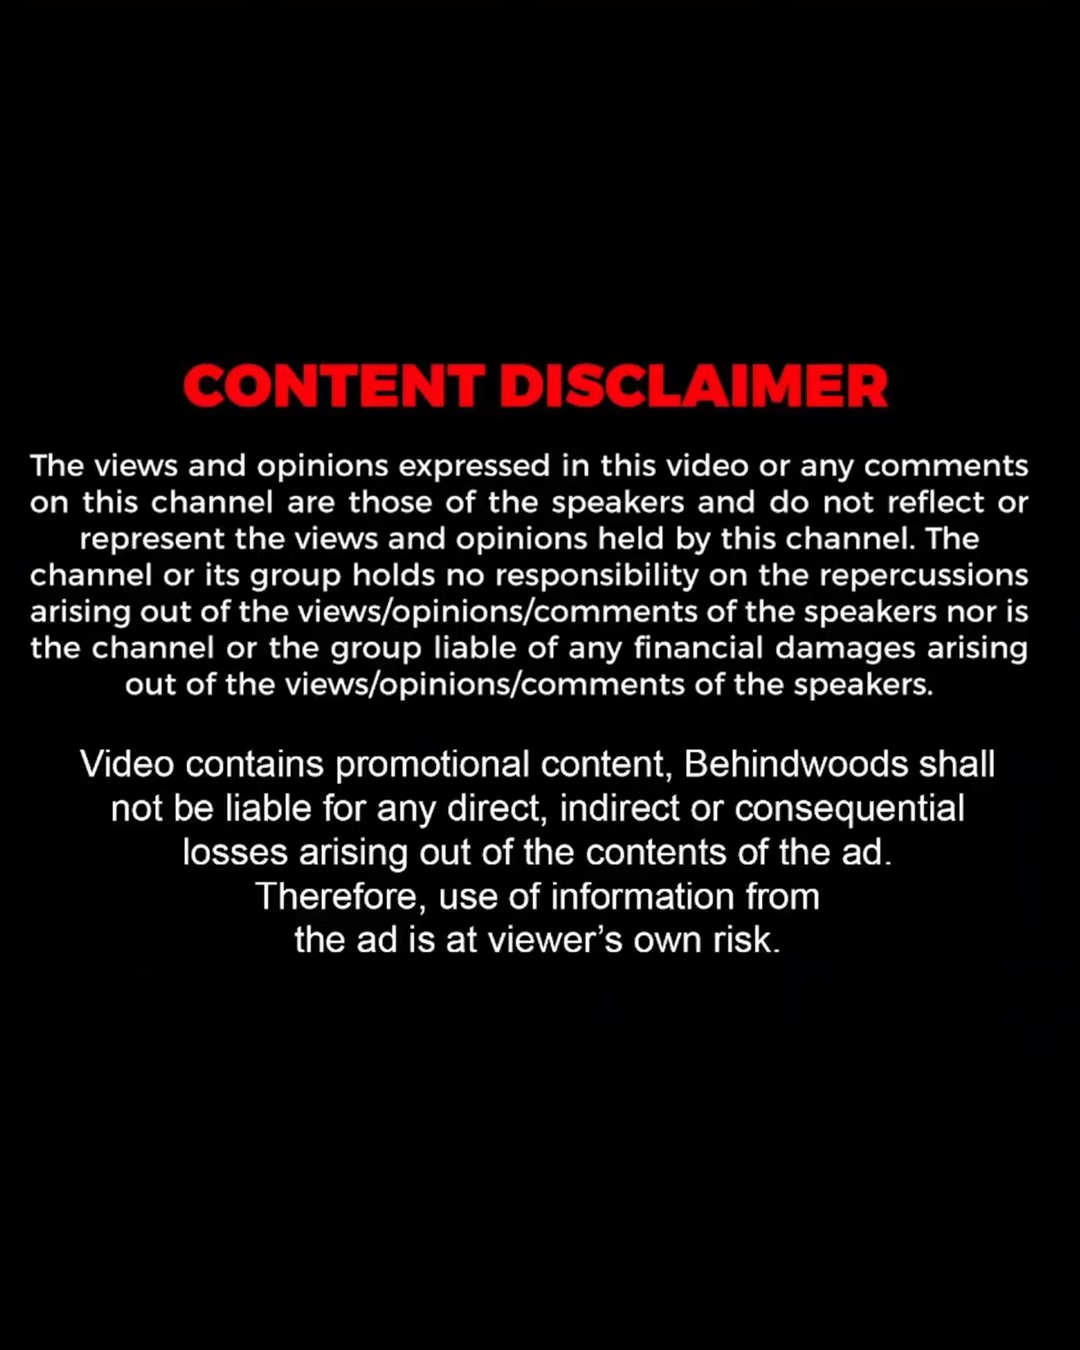 CONTENT DISCLAIMER
The views and opinions expressed in this video or any comments
on this channel are those of the speakers and do not reflect or
represent the views and opinions held by this channel. The
channel or its group holds no responsibility on the repercussions
arising out of the views/opinions/comments of the speakers nor is
the channel or the group liable of any financial damages arising
out of the views/opinions/comments of the speakers.
Video contains promotional content, Behindwoods shall
not be liable for any direct, indirect or consequential
losses arising out of the contents of the ad.
Therefore, use of information from
the ad is at viewer’s own risk.